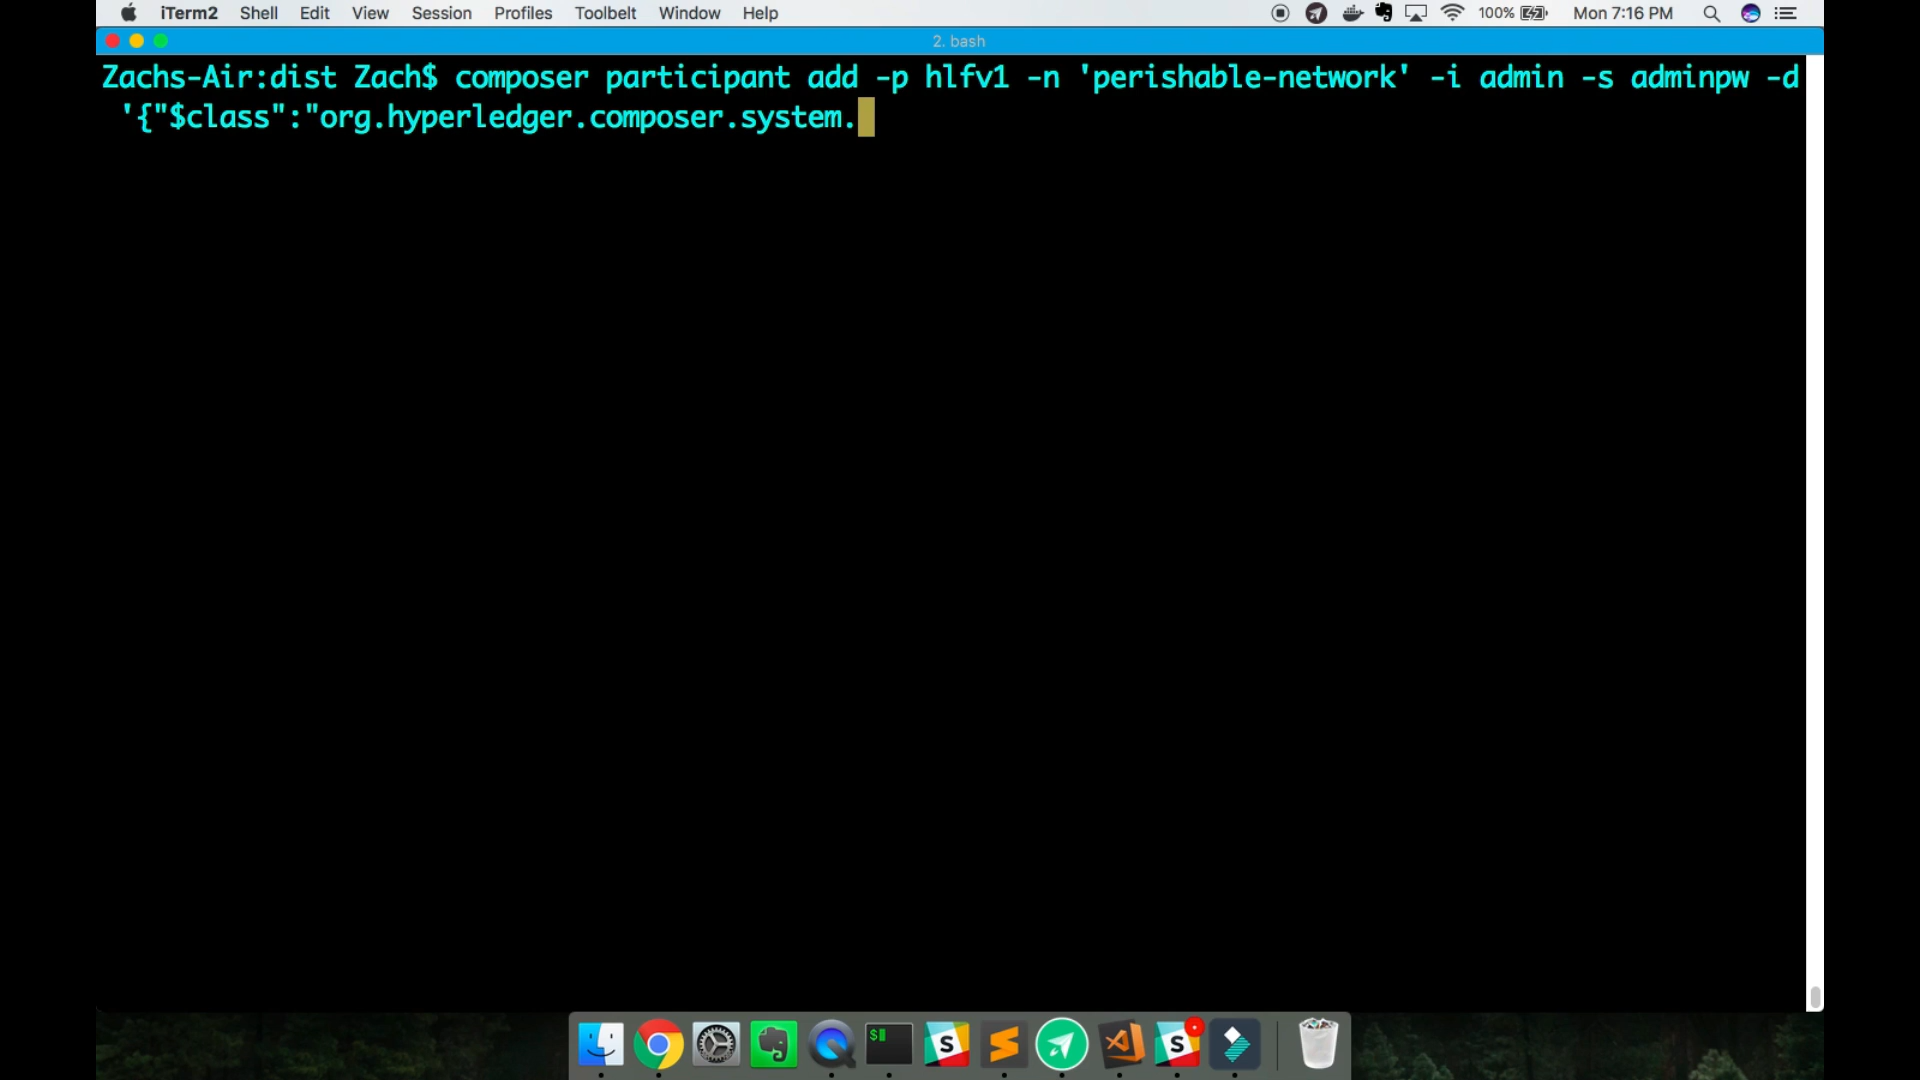 iTerm2 Shell Edit View Session Profiles Toolbelt Window Help 100% Mon 7:16 PM
2. bash
Zachs-Air:dist Zach$ composer participant add -p hlfv1 -n 'perishable-network' -i admin -s adminpw -d
'{"$class":"org.hyperledger.composer.system.
$
S
S